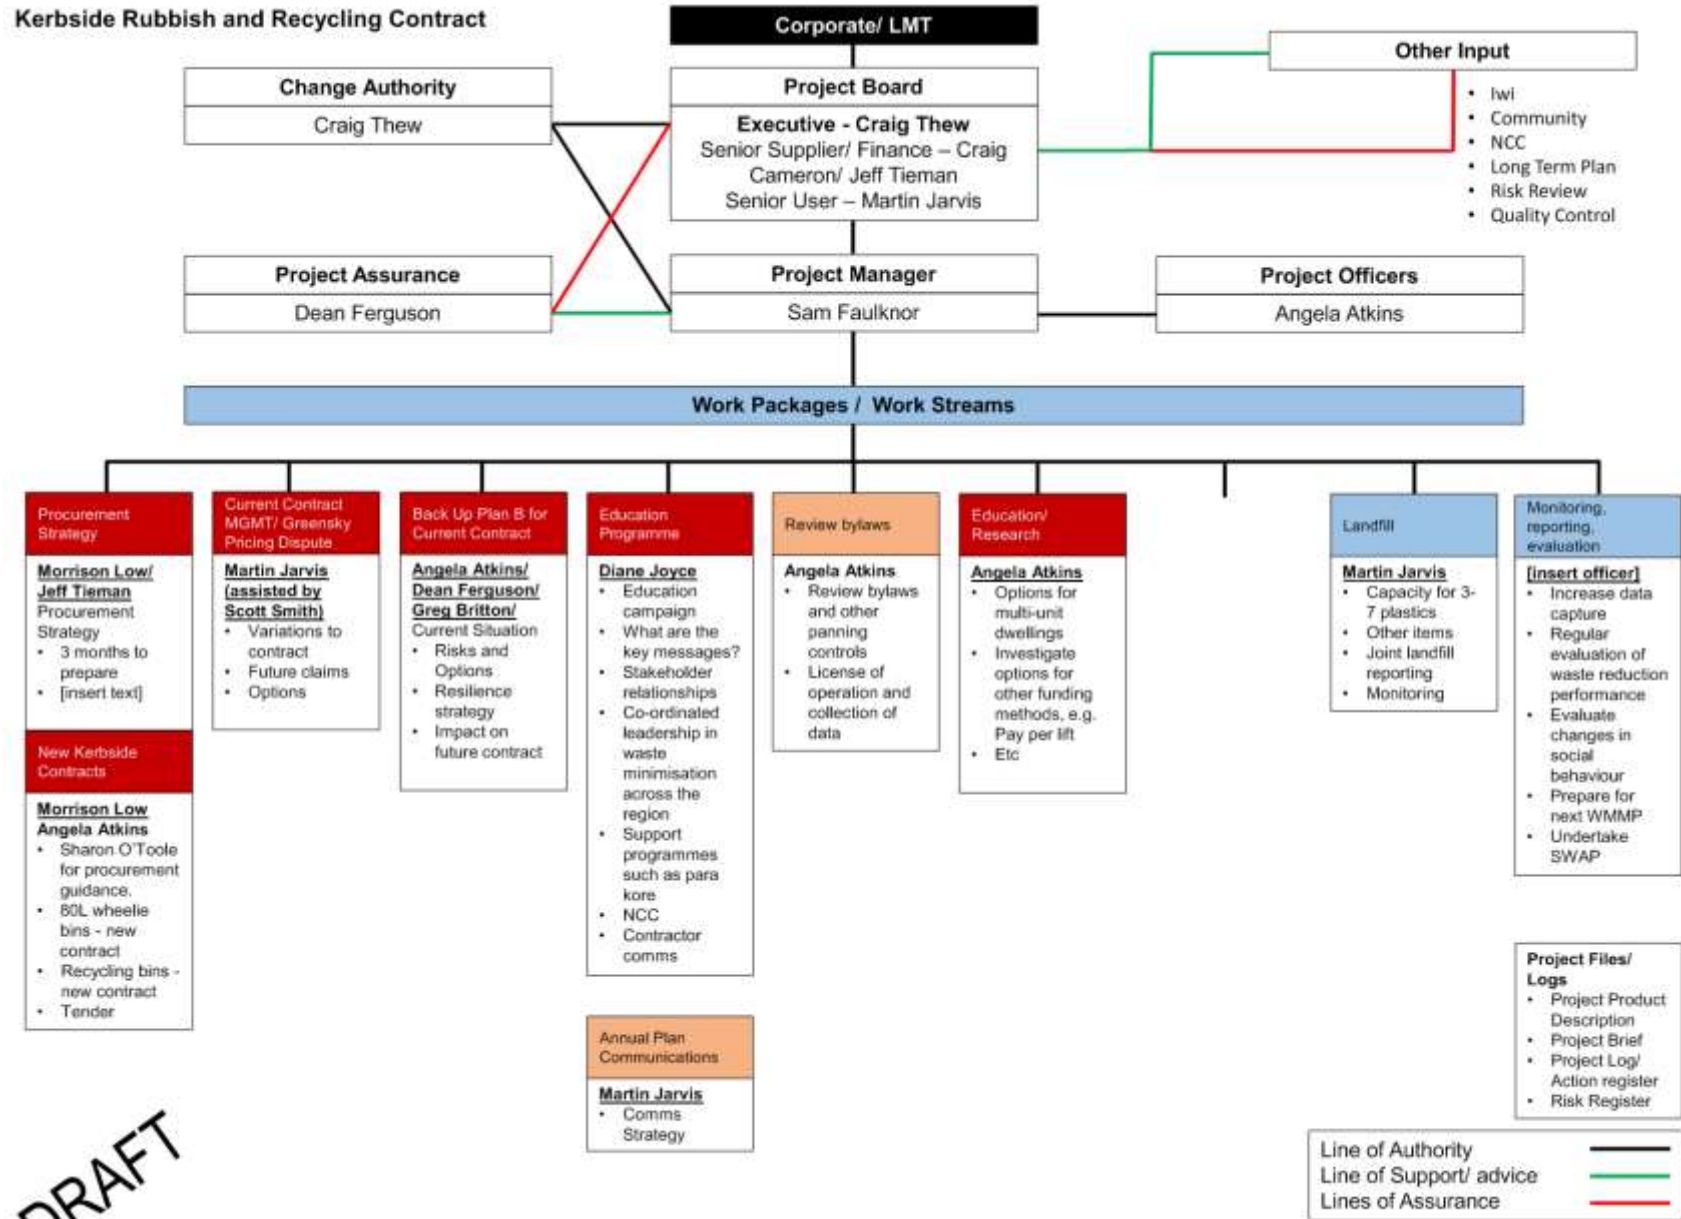 Kerbside Rubbish and Recycling Contract
Corporate/ LMT
Change Authority
Craig Thew
Project Board
Executive - Craig Thew
Senior Supplier/ Finance – Craig
Cameron/ Jeff Tieman
Senior User – Martin Jarvis
Other Input
• Iwi
• Community
• NCC
• Long Term Plan
• Risk Review
• Quality Control
Project Assurance
Dean Ferguson
Project Manager
Sam Faulknor
Project Officers
Angela Atkins
Work Packages / Work Streams
Procurement
Strategy
Morrison Low/
Jeff Tieman
Procurement
Strategy
• 3 months to
prepare
• [insert text]
New Kerbside
Contracts
Morrison Low
Angela Atkins
• Sharon O'Toole
for procurement
guidance.
• 80L wheelie
bins - new
contract
• Recycling bins -
new contract
• Tender
Current Contract
MGMT/ Greensky
Pricing Dispute
Martin Jarvis
(assisted by
Scott Smith)
• Variations to
contract
• Future claims
• Options
Back Up Plan B for
Current Contract
Angela Atkins/
Dean Ferguson/
Greg Britton/
Current Situation
• Risks and
Options
• Resilience
strategy
• Impact on
future contract
Education
Programme
Diane Joyce
• Education
campaign
• What are the
key messages?
• Stakeholder
relationships
• Co-ordinated
leadership in
waste
minimisation
across the
region
• Support
programmes
such as para
kore
• NCC
• Contractor
comms
Annual Plan
Communications
Martin Jarvis
• Comms
Strategy
Review bylaws
Angela Atkins
• Review bylaws
and other
panning
controls
• License of
operation and
collection of
data
Education/
Research
Angela Atkins
• Options for
multi-unit
dwellings
• Investigate
options for
other funding
methods, e.g.
Pay per lift
• Etc
Landfill
Martin Jarvis
• Capacity for 3-
7 plastics
• Other items
• Joint landfill
reporting
• Monitoring
Monitoring,
reporting,
evaluation
[insert officer]
• Increase data
capture
• Regular
evaluation of
waste reduction
performance
• Evaluate
changes in
social
behaviour
• Prepare for
next WMMP
• Undertake
SWAP
Project Files/
Logs
• Project Product
Description
• Project Brief
• Project Log/
Action register
• Risk Register
DRAFT
Line of Authority
Line of Support/ advice
Lines of Assurance